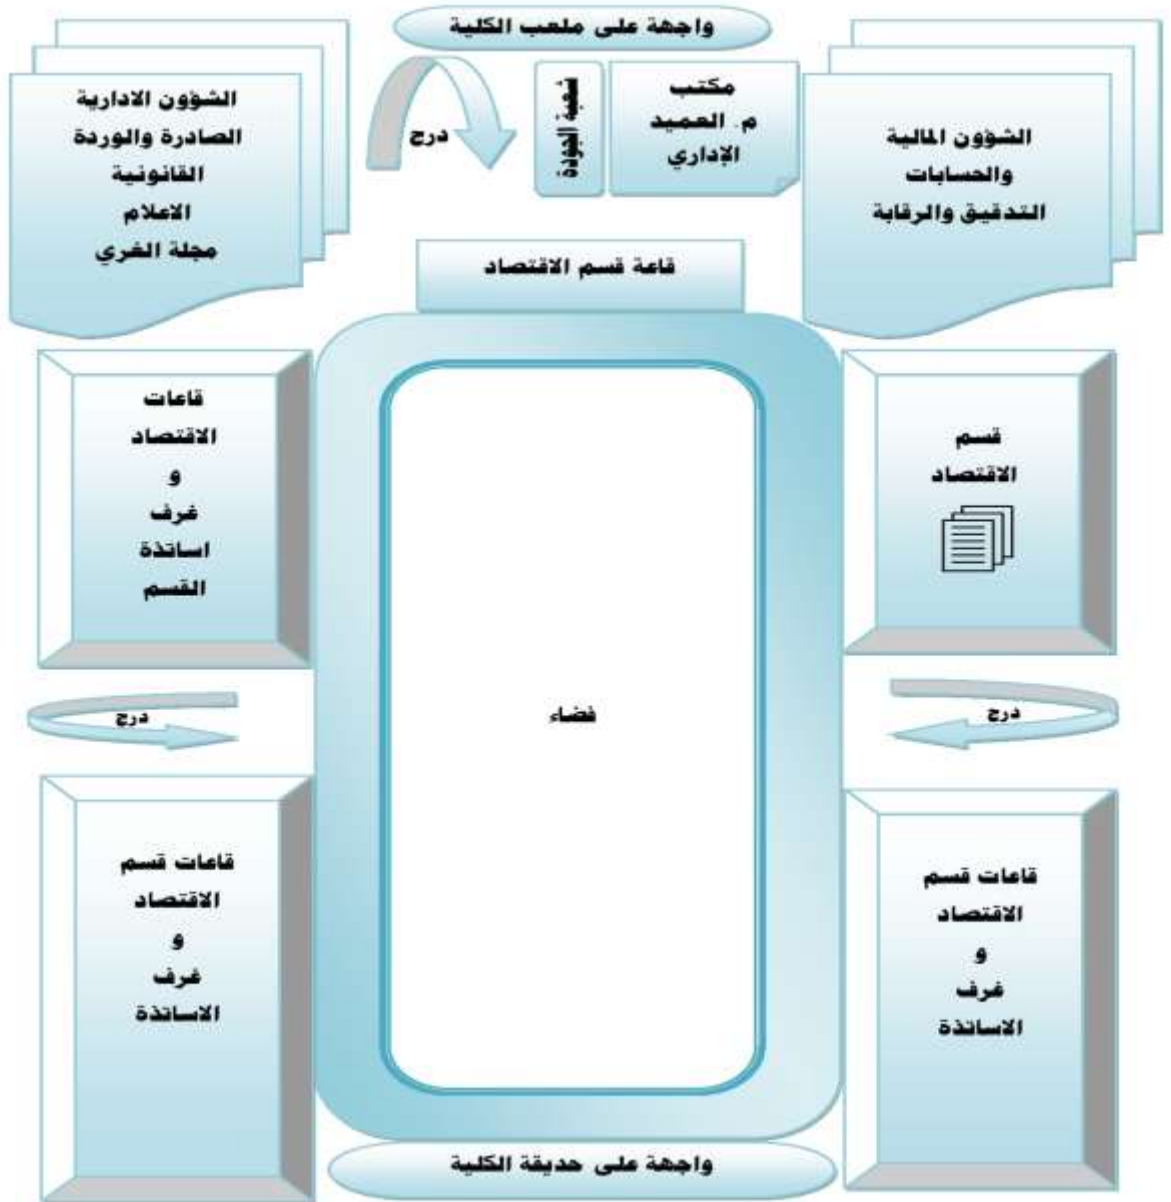 واجهة على ملعب الكلية
الشؤون المالية
والحسابات
التدقيق والرقابة
مكتب
م. العميد
الإداري
شعبة الجودة
درج
الشؤون الادارية
الصادرة والوردة
القانونية
الاعلام
مجلة الغري
قاعة قسم الاقتصاد
قسم
الاقتصاد
قاعات
الاقتصاد
و
غرف
اساتذة
القسم
درج
فضاء
درج
قاعات قسم
الاقتصاد
و
غرف
الاساتذة
قاعات قسم
الاقتصاد
و
غرف
الاساتذة
واجهة على حديقة الكلية